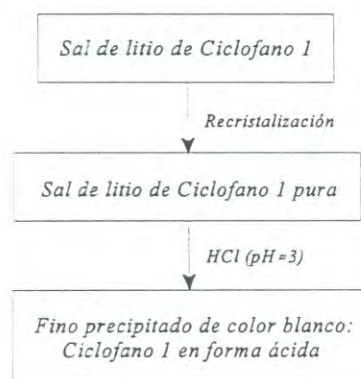 Sal de litio de Ciclofano 1
Recristalización
Sal de litio de Ciclofano 1 pura
HCl (pH=3)
Fino precipitado de color blanco:
Ciclofano 1 en forma ácida